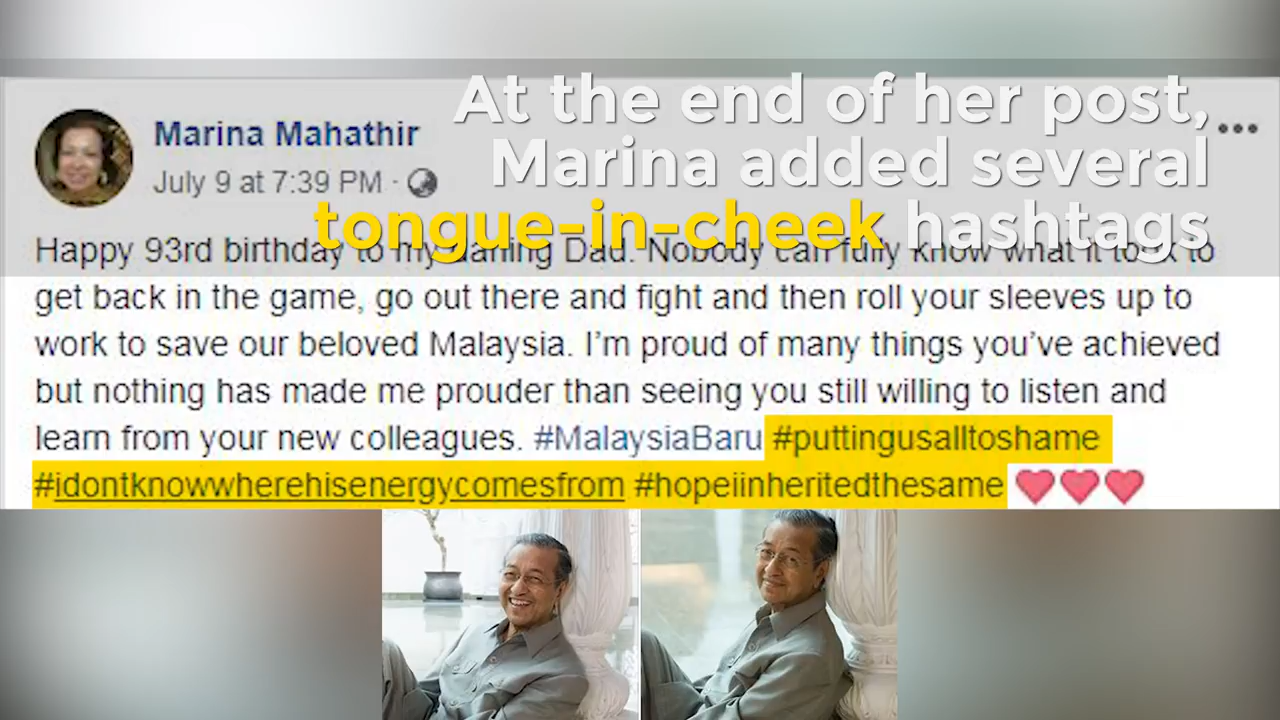 At the end of her post,
Marina added several
tongue-in-cheek hashtags
Marina Mahathir
July 9 at 7:39 PM ·
Happy 93rd birthday to my darling Dad. Nobody can fully know what it took to
get back in the game, go out there and fight and then roll your sleeves up to
work to save our beloved Malaysia. I'm proud of many things you've achieved
but nothing has made me prouder than seeing you still willing to listen and
learn from your new colleagues. #MalaysiaBaru #puttingusalltoshame
#idontknowwherehisenergycomesfrom #hopeiinheritedthesame